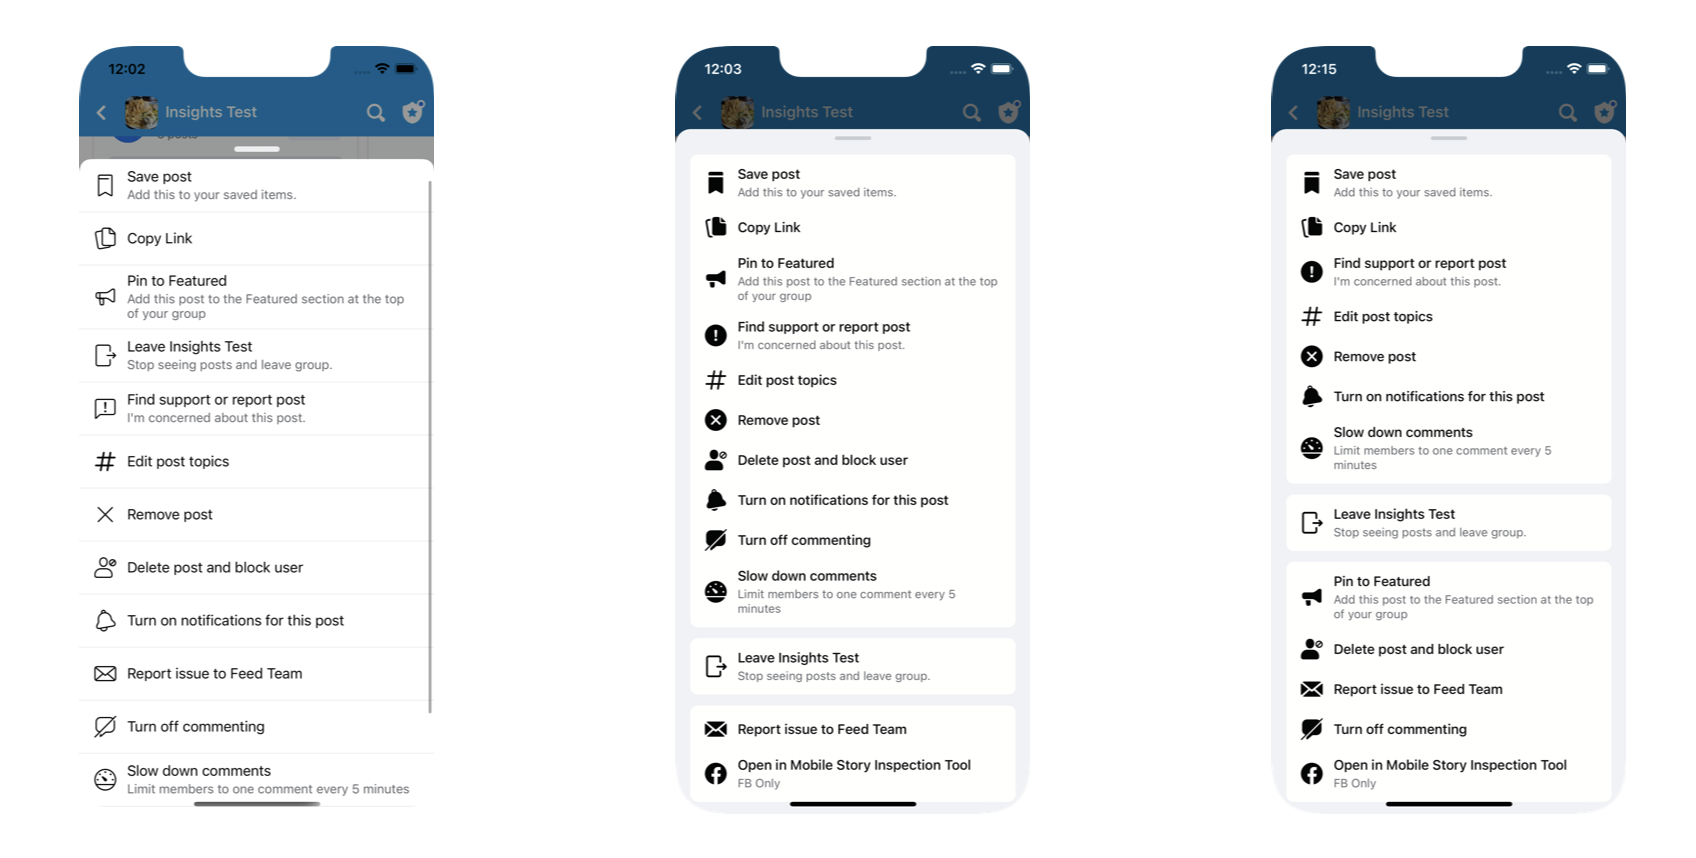 12:02
Insights Test
Save post
Add this to your saved items.
Copy Link
Pin to Featured
Add this post to the Featured section at the top
of your group
Leave Insights Test
Stop seeing posts and leave group.
Find support or report post
I'm concerned about this post.
Edit post topics
Remove post
Delete post and block user
Turn on notifications for this post
Report issue to Feed Team
Turn off commenting
Slow down comments
Limit members to one comment every 5 minutes
12:03
Insights Test
Save post
Add this to your saved items.
Copy Link
Pin to Featured
Add this post to the Featured section at the top
of your group
Find support or report post
I'm concerned about this post.
Edit post topics
Remove post
Delete post and block user
Turn on notifications for this post
Turn off commenting
Slow down comments
Limit members to one comment every 5
minutes
Leave Insights Test
Stop seeing posts and leave group.
Report issue to Feed Team
Open in Mobile Story Inspection Tool
FB Only
12:15
Insights Test
Save post
Add this to your saved items.
Copy Link
Find support or report post
I'm concerned about this post.
Edit post topics
Remove post
Turn on notifications for this post
Slow down comments
Limit members to one comment every 5
minutes
Leave Insights Test
Stop seeing posts and leave group.
Pin to Featured
Add this post to the Featured section at the top
of your group
Delete post and block user
Report issue to Feed Team
Turn off commenting
Open in Mobile Story Inspection Tool
FB Only